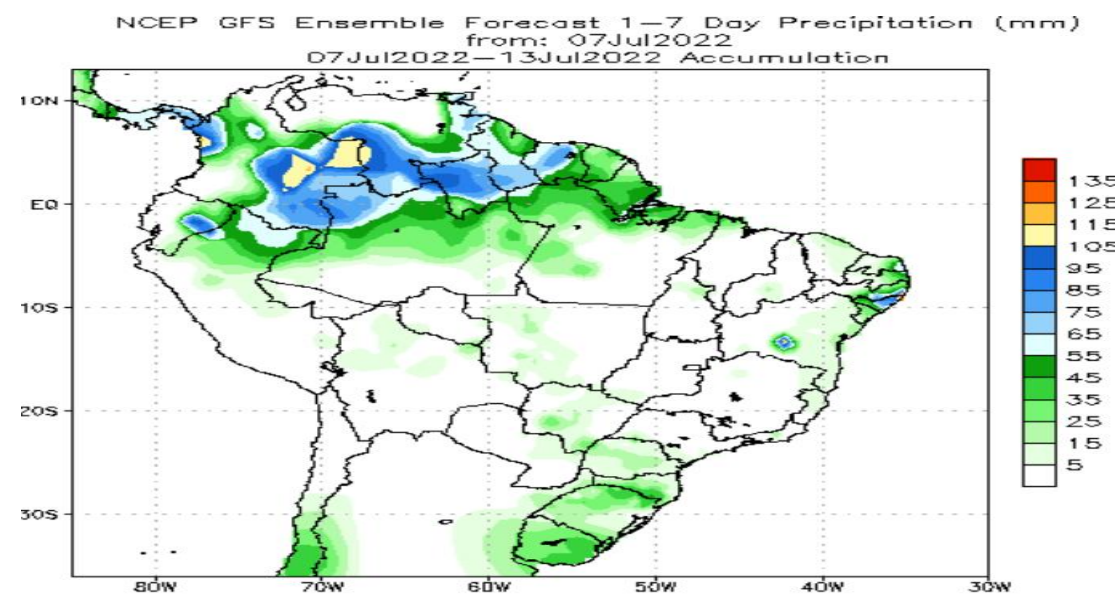 NCEP GFS Ensemble Forecast 1-7 Day Precipitation (mm)
from: 07Jul2022
07Jul2022-13Jul2022 Accumulation
10N
EQ
10S
20S
30S
80W
70W
60W
50W
40W
30W
135
125
115
105
95
85
75
65
55
45
35
25
15
5